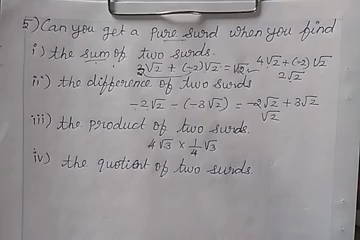 5) Can you get a pure surd when you find
i) the sum of two surds.
3√2 + (-2)√2 = √2 4√2 + (-2)√2
2√2
ii) the difference of two surds
-2√2 - (-3√2) = -2√2 + 3√2
√2
iii) the product of two surds.
4√3 × 1/4 √3
iv) the quotient of two surds.